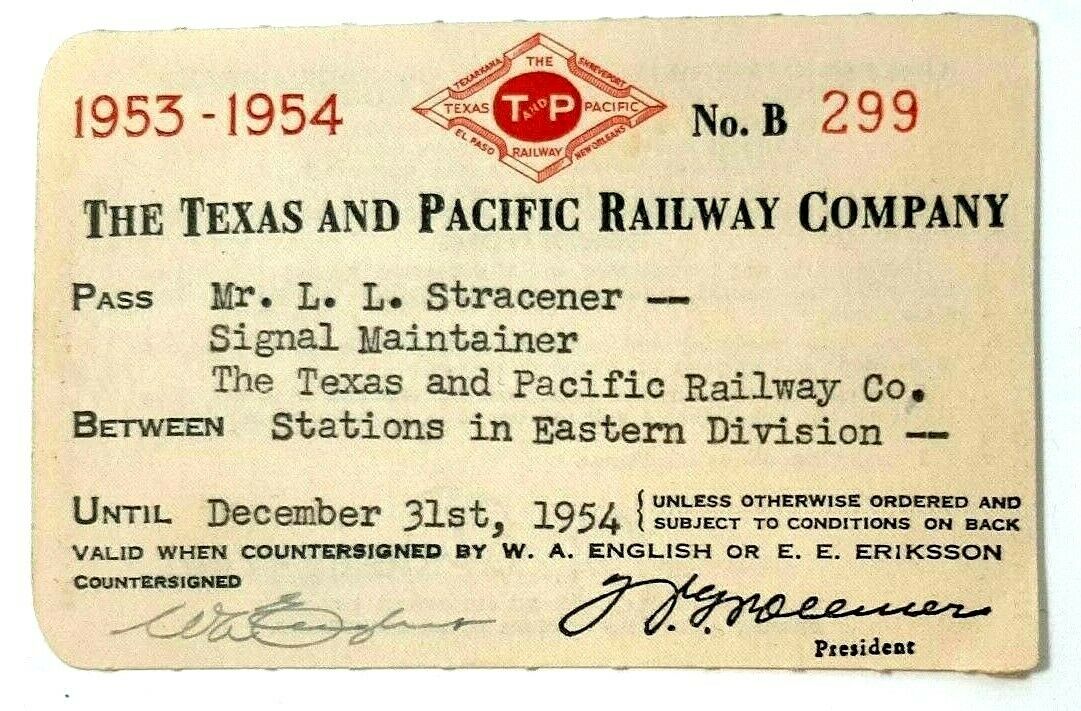 1953 - 1954
TEXARKANA THE SHREVEPORT
TEXAS T AND P PACIFIC
EL PASO RAILWAY NEW ORLEANS
No. B 299
THE TEXAS AND PACIFIC RAILWAY COMPANY
PASS Mr. L. L. Stracener --
Signal Maintainer
The Texas and Pacific Railway Co.
BETWEEN Stations in Eastern Division --
UNTIL December 31st, 1954 { UNLESS OTHERWISE ORDERED AND
SUBJECT TO CONDITIONS ON BACK
VALID WHEN COUNTERSIGNED BY W. A. ENGLISH OR E. E. ERIKSSON
COUNTERSIGNED
W A English
President